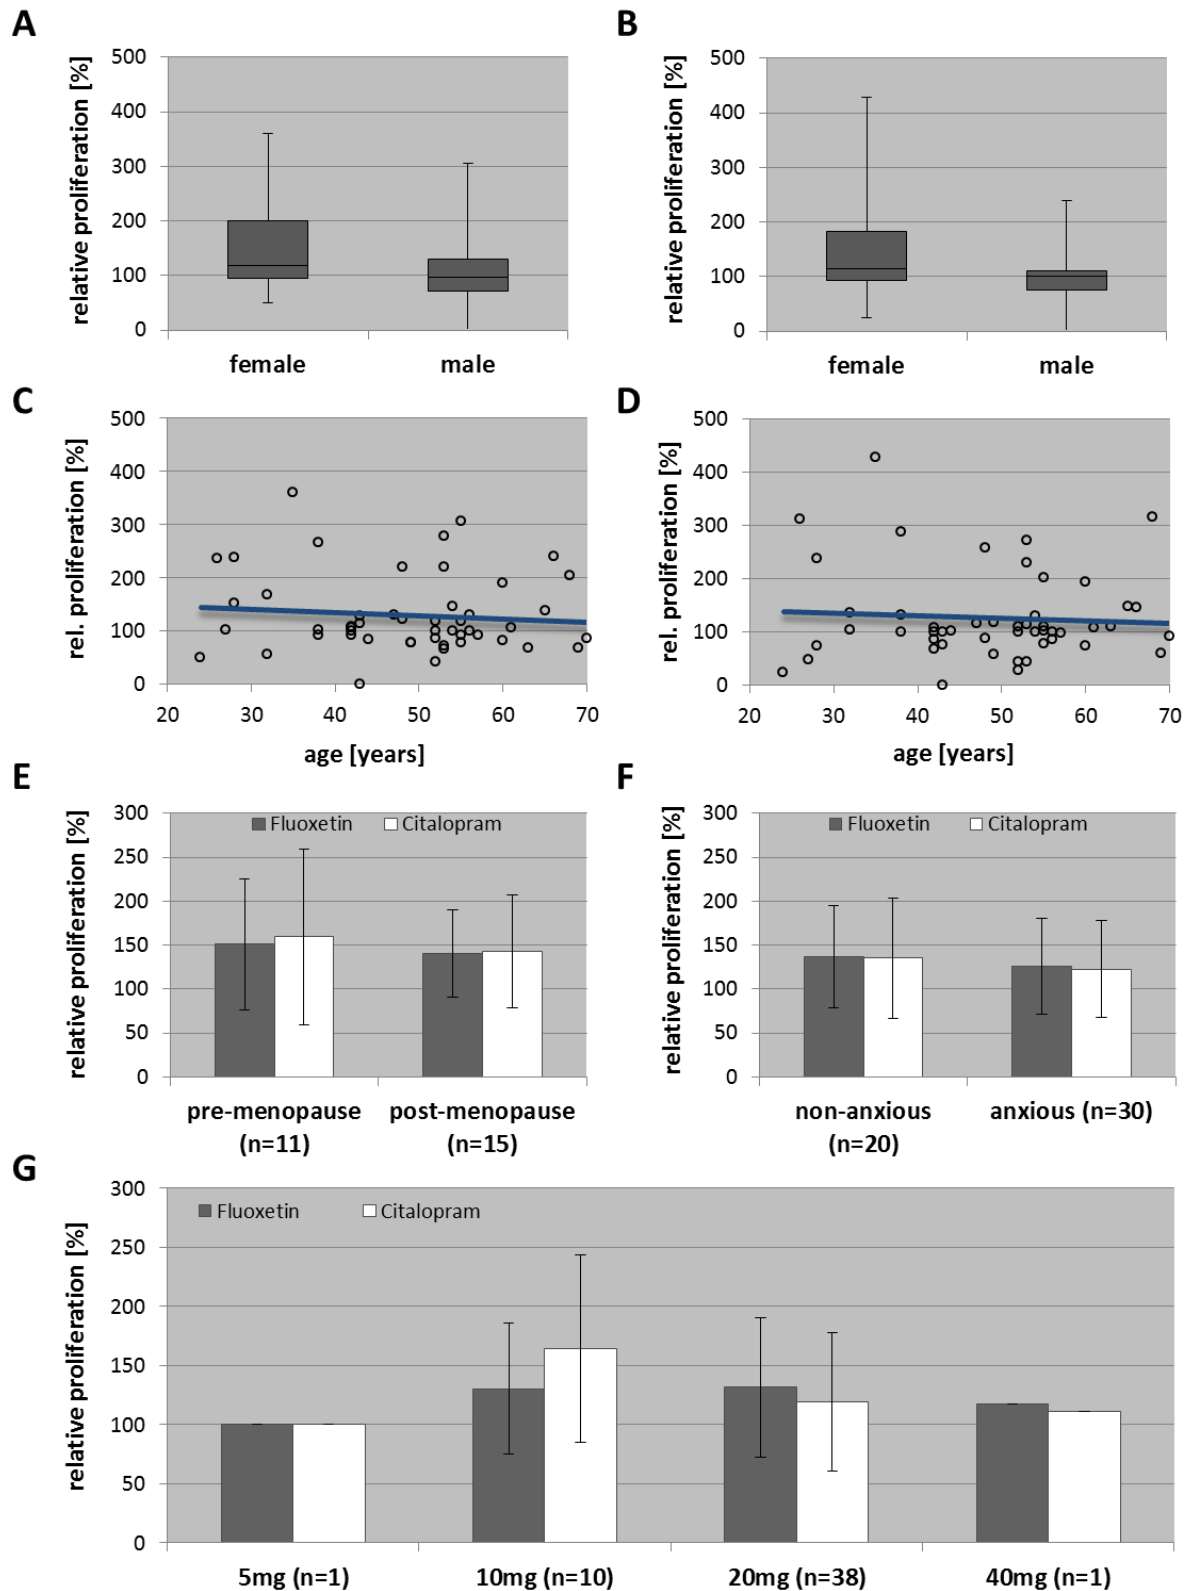 A
B
relative proliferation [%]
500
400
300
200
100
0
female male
relative proliferation [%]
500
400
300
200
100
0
female male
C
D
rel. proliferation [%]
500
400
300
200
100
0
20 30 40 50 60 70
age [years]
rel. proliferation [%]
500
400
300
200
100
0
20 30 40 50 60 70
age [years]
E
F
relative proliferation [%]
300
250
200
150
100
50
0
Fluoxetin Citalopram
pre-menopause post-menopause
(n=11) (n=15)
relative proliferation [%]
300
250
200
150
100
50
0
Fluoxetin Citalopram
non-anxious anxious (n=30)
(n=20)
G
relative proliferation [%]
300
250
200
150
100
50
0
Fluoxetin Citalopram
5mg (n=1) 10mg (n=10) 20mg (n=38) 40mg (n=1)